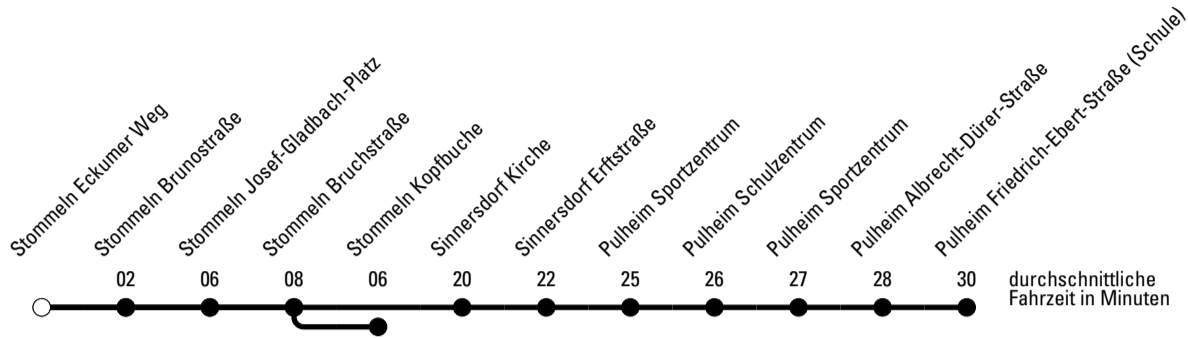 Stommeln Eckumer Weg
Stommeln Brunostraße
Stommeln Josef-Gladbach-Platz
Stommeln Bruchstraße
Stommeln Kopfbuche
Sinnersdorf Kirche
Sinnersdorf Erftstraße
Pulheim Sportzentrum
Pulheim Schulzentrum
Pulheim Sportzentrum
Pulheim Albrecht-Dürer-Straße
Pulheim Friedrich-Ebert-Straße (Schule)
02 06 08 06 20 22 25 26 27 28 30
durchschnittliche
Fahrzeit in Minuten